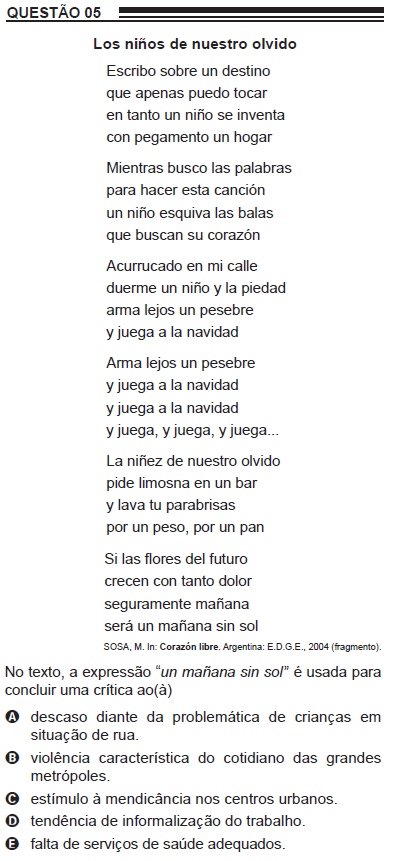 QUESTÃO 05
Los niños de nuestro olvido
Escribo sobre un destino
que apenas puedo tocar
en tanto un niño se inventa
con pegamento un hogar
Mientras busco las palabras
para hacer esta canción
un niño esquiva las balas
que buscan su corazón
Acurrucado en mi calle
duerme un niño y la piedad
arma lejos un pesebre
y juega a la navidad
Arma lejos un pesebre
y juega a la navidad
y juega a la navidad
y juega, y juega, y juega...
La niñez de nuestro olvido
pide limosna en un bar
y lava tu parabrisas
por un peso, por un pan
Si las flores del futuro
crecen con tanto dolor
seguramente mañana
será un mañana sin sol
SOSA, M. In: Corazón libre. Argentina: E.D.G.E., 2004 (fragmento).
No texto, a expressão “un mañana sin sol” é usada para
concluir uma crítica ao(à)
A descaso diante da problemática de crianças em
situação de rua.
B violência característica do cotidiano das grandes
metrópoles.
C estímulo à mendicância nos centros urbanos.
D tendência de informalização do trabalho.
E falta de serviços de saúde adequados.